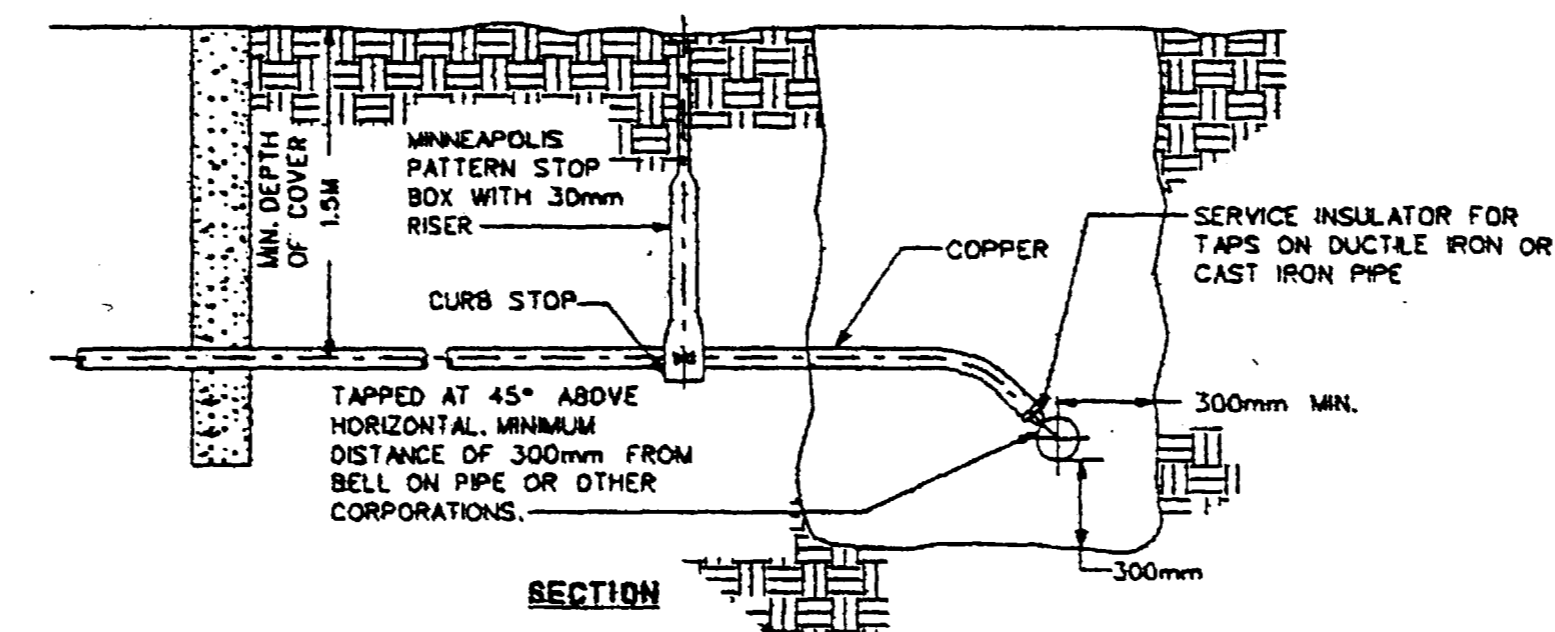 MIN. DEPTH
OF COVER
1.5M
MINNEAPOLIS
PATTERN STOP
BOX WITH 30mm
RISER
CURB STOP
COPPER
SERVICE INSULATOR FOR
TAPS ON DUCTILE IRON OR
CAST IRON PIPE
300mm MIN.
TAPPED AT 45° ABOVE
HORIZONTAL. MINIMUM
DISTANCE OF 300mm FROM
BELL ON PIPE OR OTHER
CORPORATIONS.
300mm
SECTION